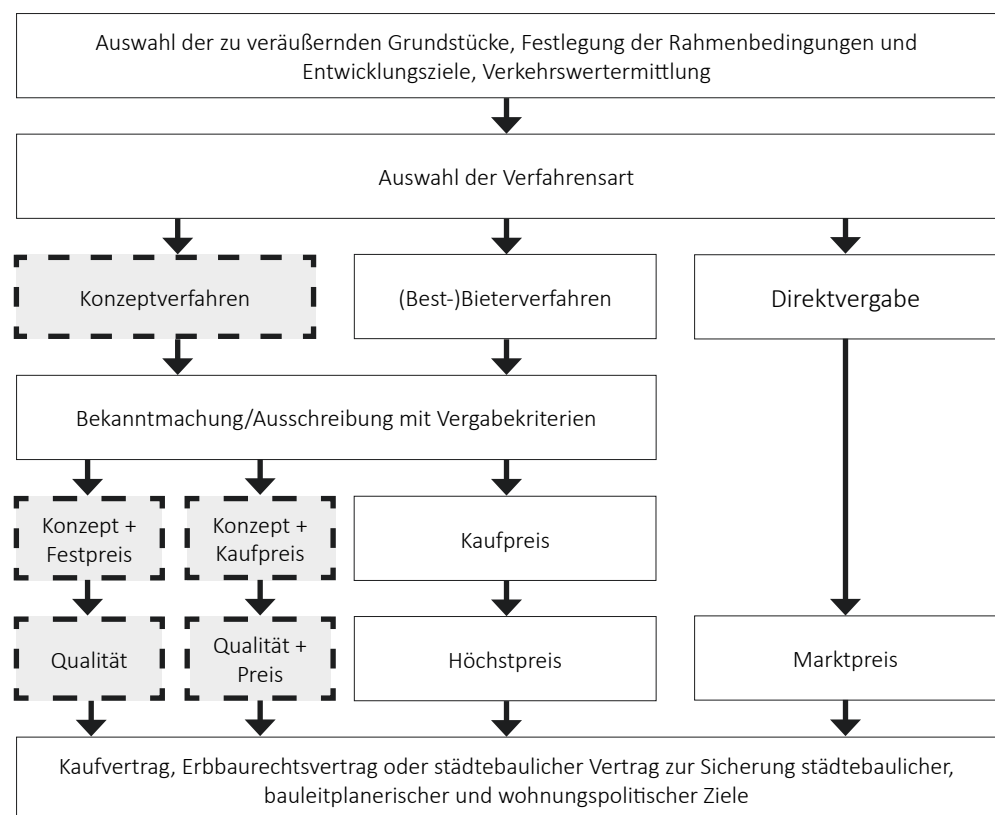 Auswahl der zu veräußernden Grundstücke, Festlegung der Rahmenbedingungen und
Entwicklungsziele, Verkehrswertermittlung
Auswahl der Verfahrensart
Konzeptverfahren
(Best-)Bieterverfahren
Direktvergabe
Bekanntmachung/Ausschreibung mit Vergabekriterien
Konzept +
Festpreis
Konzept +
Kaufpreis
Kaufpreis
Qualität
Qualität +
Preis
Höchstpreis
Marktpreis
Kaufvertrag, Erbbaurechtsvertrag oder städtebaulicher Vertrag zur Sicherung städtebaulicher,
bauleitplanerischer und wohnungspolitischer Ziele